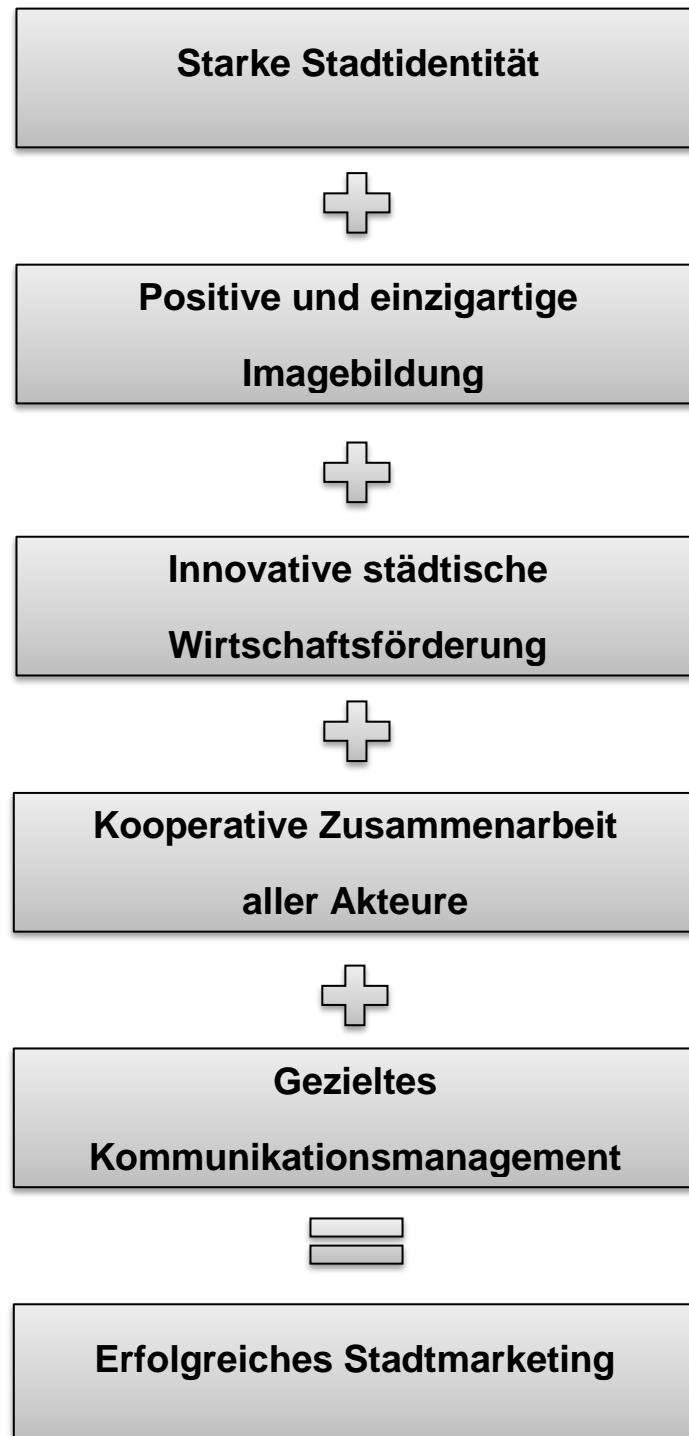 Starke Stadtidentität
Positive und einzigartige
Imagebildung
Innovative städtische
Wirtschaftsförderung
Kooperative Zusammenarbeit
aller Akteure
Gezieltes
Kommunikationsmanagement
Erfolgreiches Stadtmarketing